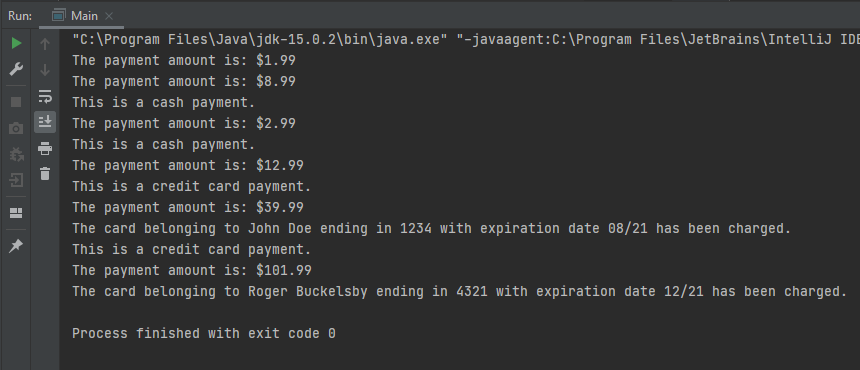 Run: Main
"C:\Program Files\Java\jdk-15.0.2\bin\java.exe" "-javaagent:C:\Program Files\JetBrains\IntelliJ IDE
The payment amount is: $1.99
The payment amount is: $8.99
This is a cash payment.
The payment amount is: $2.99
This is a cash payment.
The payment amount is: $12.99
This is a credit card payment.
The payment amount is: $39.99
The card belonging to John Doe ending in 1234 with expiration date 08/21 has been charged.
This is a credit card payment.
The payment amount is: $101.99
The card belonging to Roger Buckelsby ending in 4321 with expiration date 12/21 has been charged.
Process finished with exit code 0